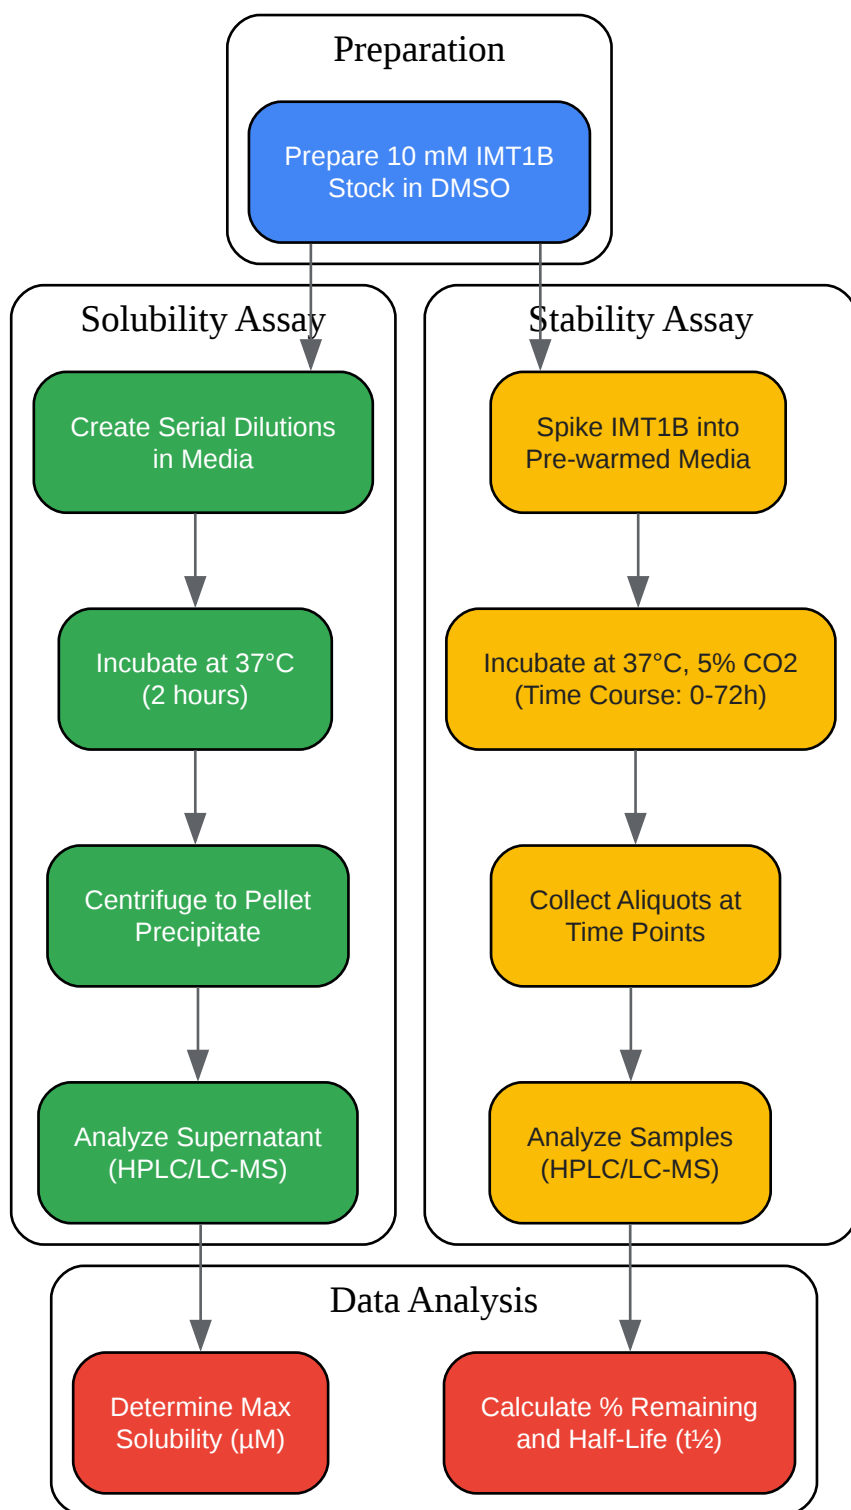 Preparation
Prepare 10 mM IMT1B
Stock in DMSO
Solubility Assay
Create Serial Dilutions
in Media
Incubate at 37°C
(2 hours)
Centrifuge to Pellet
Precipitate
Analyze Supernatant
(HPLC/LC-MS)
Stability Assay
Spike IMT1B into
Pre-warmed Media
Incubate at 37°C, 5% CO2
(Time Course: 0-72h)
Collect Aliquots at
Time Points
Analyze Samples
(HPLC/LC-MS)
Data Analysis
Determine Max
Solubility (µM)
Calculate % Remaining
and Half-Life (t½)